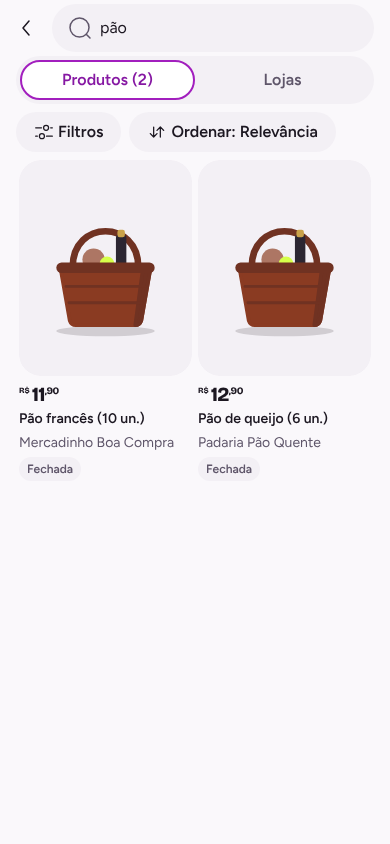 pão
Produtos (2)
Lojas
Filtros
Ordenar: Relevância
R$ 11,90
R$ 12,90
Pão francês (10 un.)
Pão de queijo (6 un.)
Mercadinho Boa Compra
Padaria Pão Quente
Fechada
Fechada